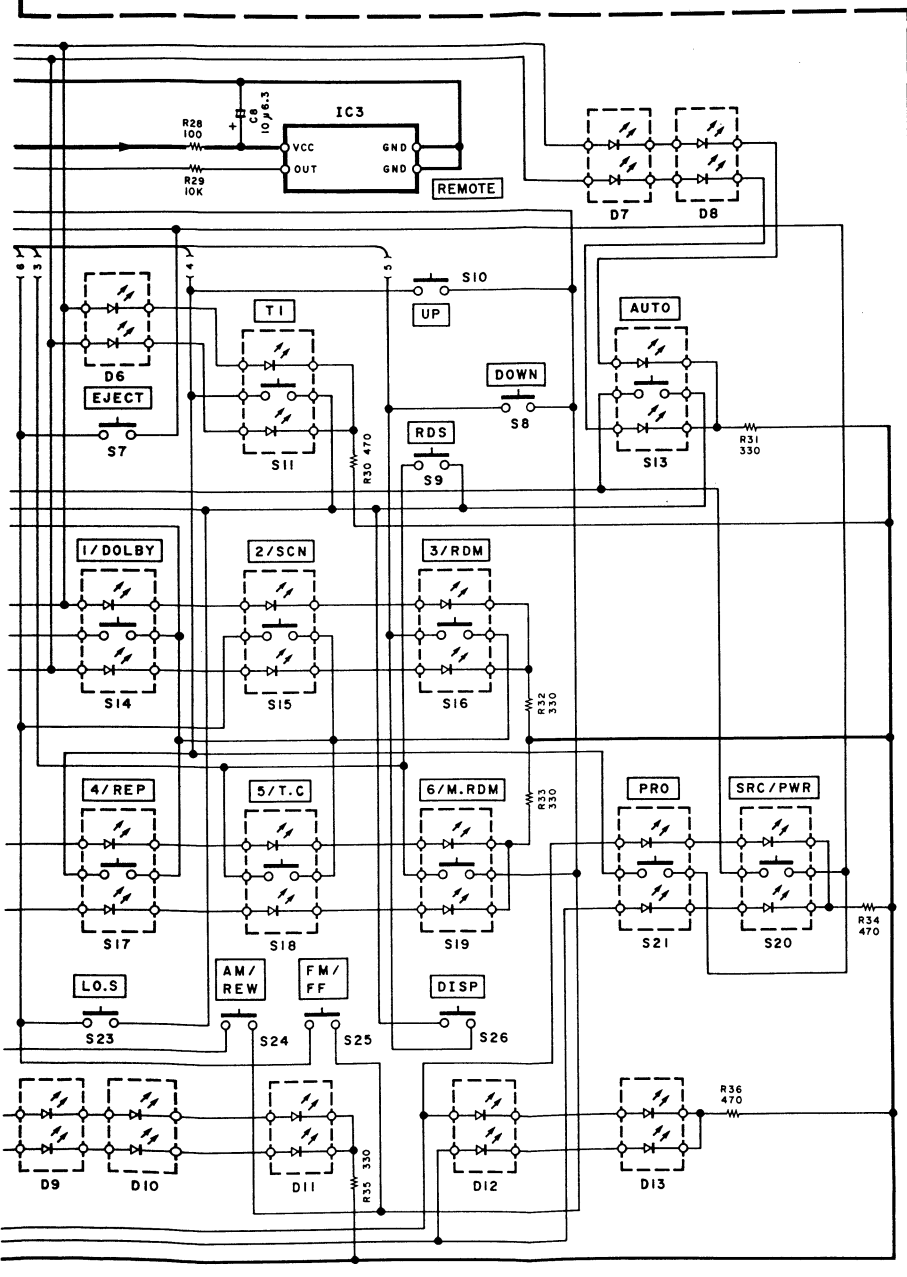 C8
10µ6.3
IC3
R28
100
VCC
GND
OUT
GND
R29
10K
REMOTE
D7
D8
6
3
4
5
S10
UP
T1
AUTO
D6
EJECT
S7
DOWN
S8
S11
R30 470
RDS
S9
S13
R31
330
1/DOLBY
2/SCN
3/RDM
S14
S15
S16
R32
330
4/REP
5/T.C
6/M.RDM
R33
330
PRO
SRC/PWR
S17
S18
S19
S21
S20
R34
470
LO.S
AM/
REW
FM/
FF
DISP
S23
S24
S25
S26
R36
470
D9
D10
D11
R35 330
D12
D13